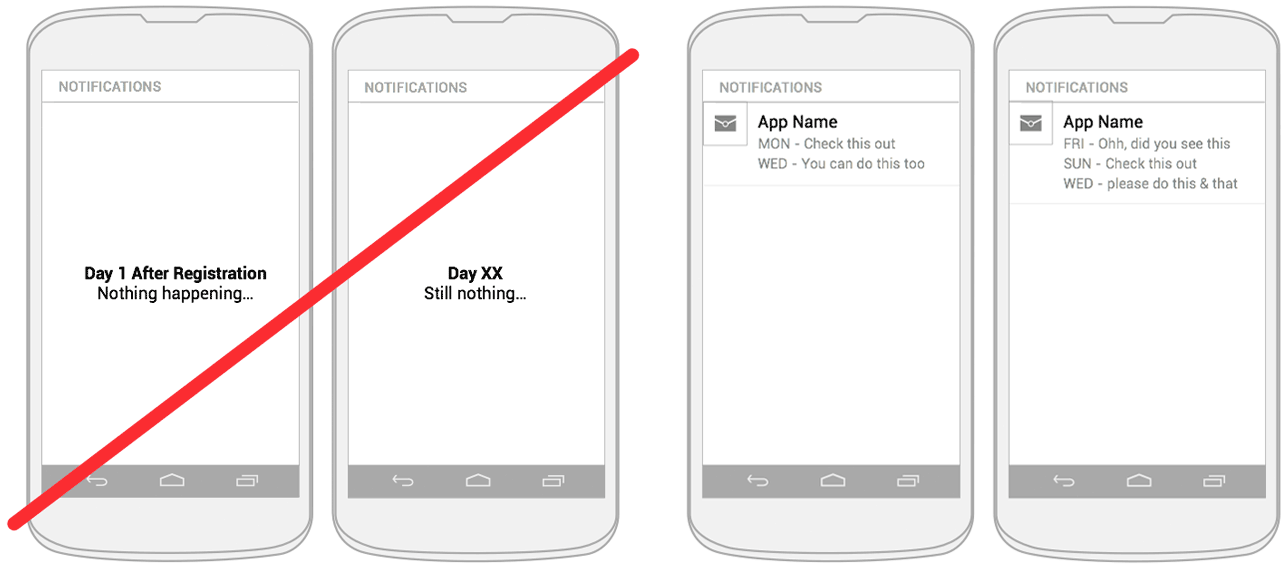 NOTIFICATIONS
Day 1 After Registration
Nothing happening...
NOTIFICATIONS
Day XX
Still nothing...
NOTIFICATIONS
App Name
MON - Check this out
WED - You can do this too
NOTIFICATIONS
App Name
FRI - Ohh, did you see this
SUN - Check this out
WED - please do this & that